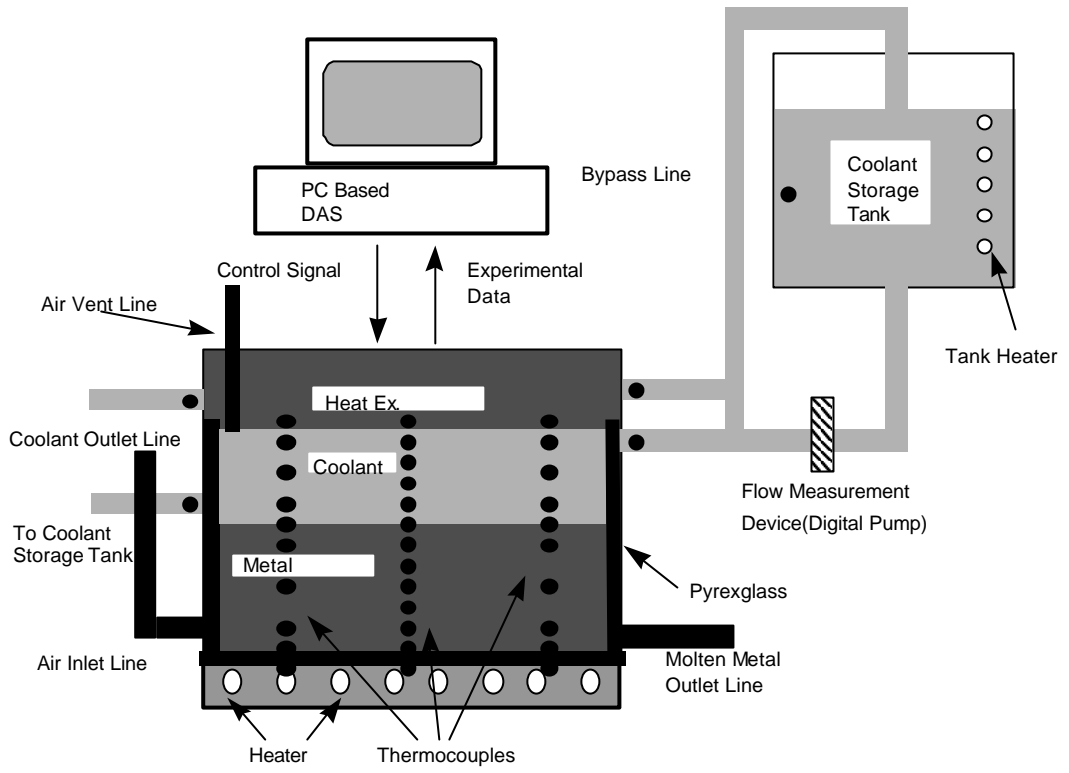 PC Based
DAS
Bypass Line
Coolant
Storage
Tank
Control Signal
Experimental
Data
Air Vent Line
Tank Heater
Heat Ex.
Coolant Outlet Line
Coolant
Flow Measurement
Device(Digital Pump)
To Coolant
Storage Tank
Metal
Pyrexglass
Air Inlet Line
Molten Metal
Outlet Line
Heater
Thermocouples